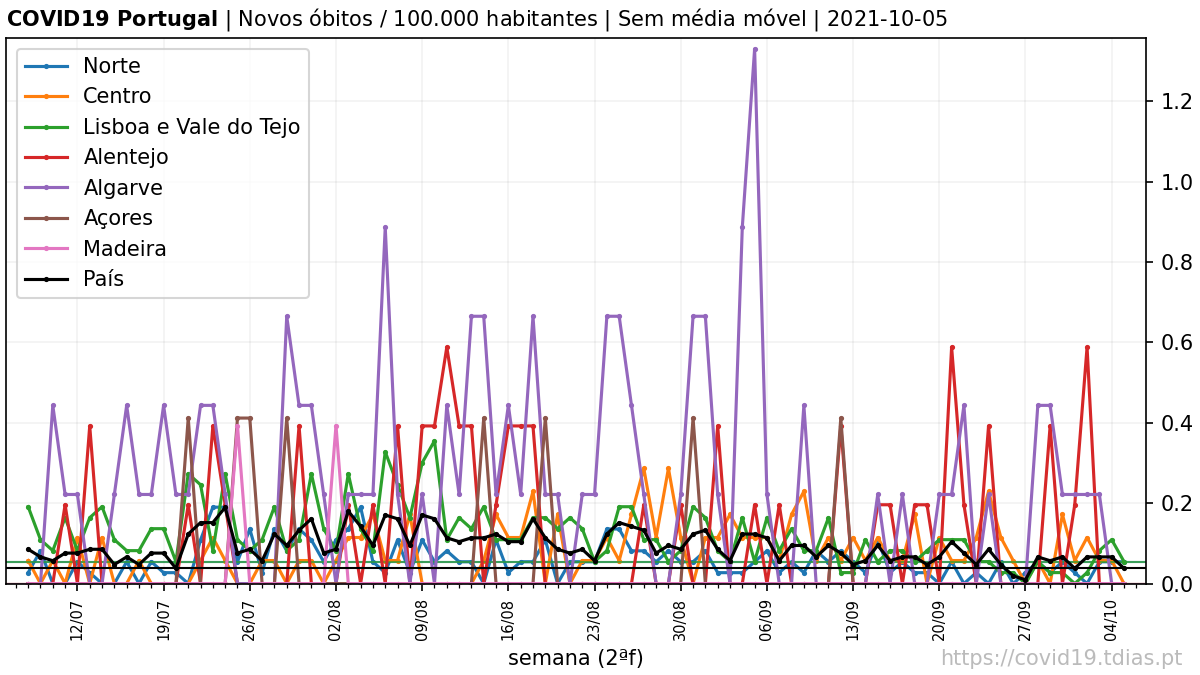 COVID19 Portugal | Novos óbitos / 100.000 habitantes | Sem média móvel | 2021-10-05
Norte
Centro
Lisboa e Vale do Tejo
Alentejo
Algarve
Açores
Madeira
País
1.2
1.0
0.8
0.6
0.4
0.2
0.0
12/07 19/07 26/07 02/08 09/08 16/08 23/08 30/08 06/09 13/09 20/09 27/09 04/10
semana (2ªf)
https://covid19.tdias.pt